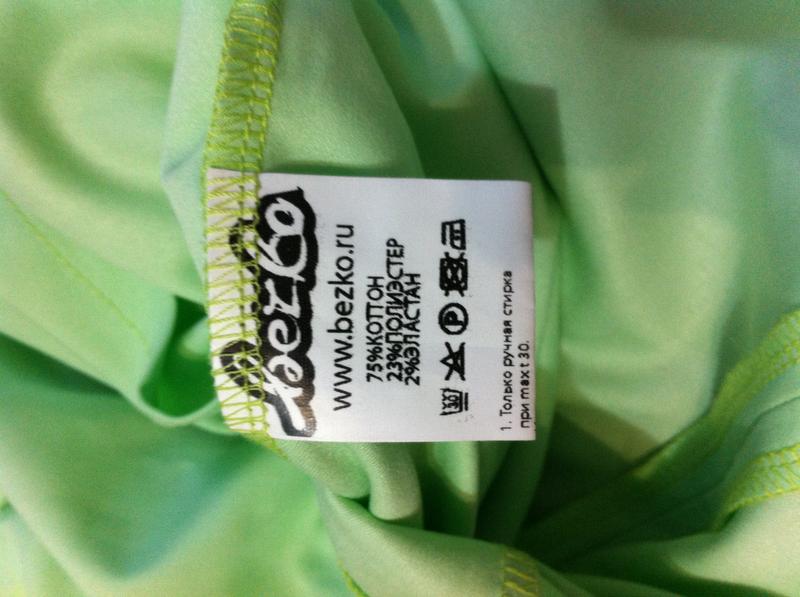 bezko
www.bezko.ru
75%КОТТОН
23%ПОЛИЭСТЕР
2%ЭЛАСТАН
P
1. Только ручная стирка
при max t 30.